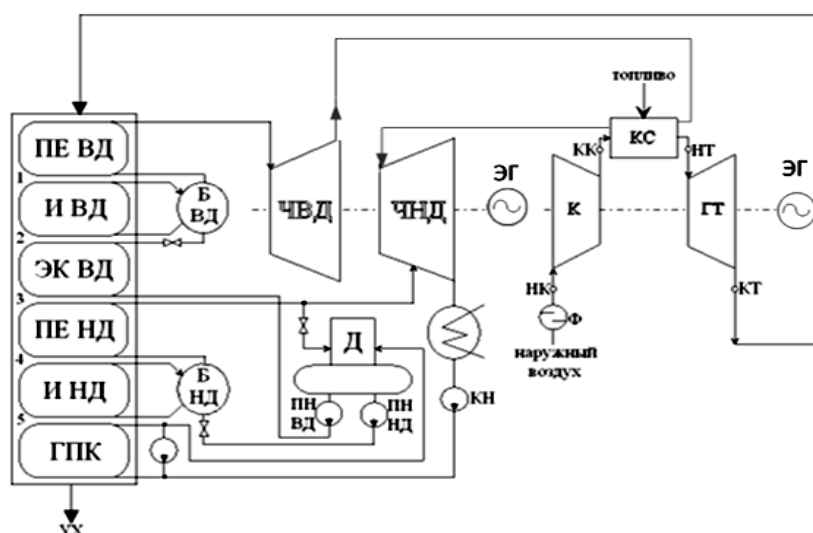 топливо
ПЕ ВД
1
И ВД
Б
ВД
2
ЭК ВД
3
ПЕ НД
4
И НД
Б
НД
5
ГПК
УХ
ЧВД
ЧНД
ЭГ
КК
КС
НТ
К
ГТ
ЭГ
НК
КТ
Ф
наружный
воздух
Д
ПН
ВД
ПН
НД
КН